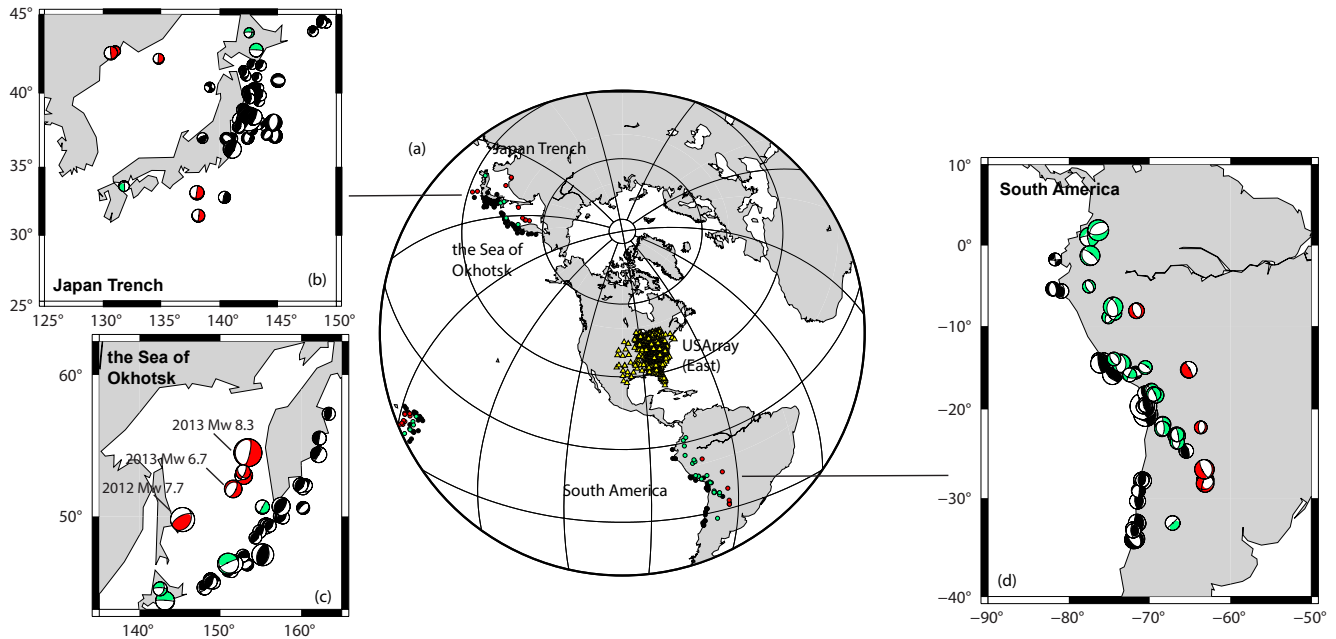 45°
40°
35°
30°
25°
125°
130°
135°
140°
145°
150°
Japan Trench
(b)
the Sea of
Okhotsk
60°
50°
2013 Mw 8.3
2013 Mw 6.7
2012 Mw 7.7
(c)
140°
150°
160°
(a)
Japan Trench
the Sea of
Okhotsk
USArray
(East)
South America
10°
0°
−10°
−20°
−30°
−40°
South America
(d)
−90°
−80°
−70°
−60°
−50°